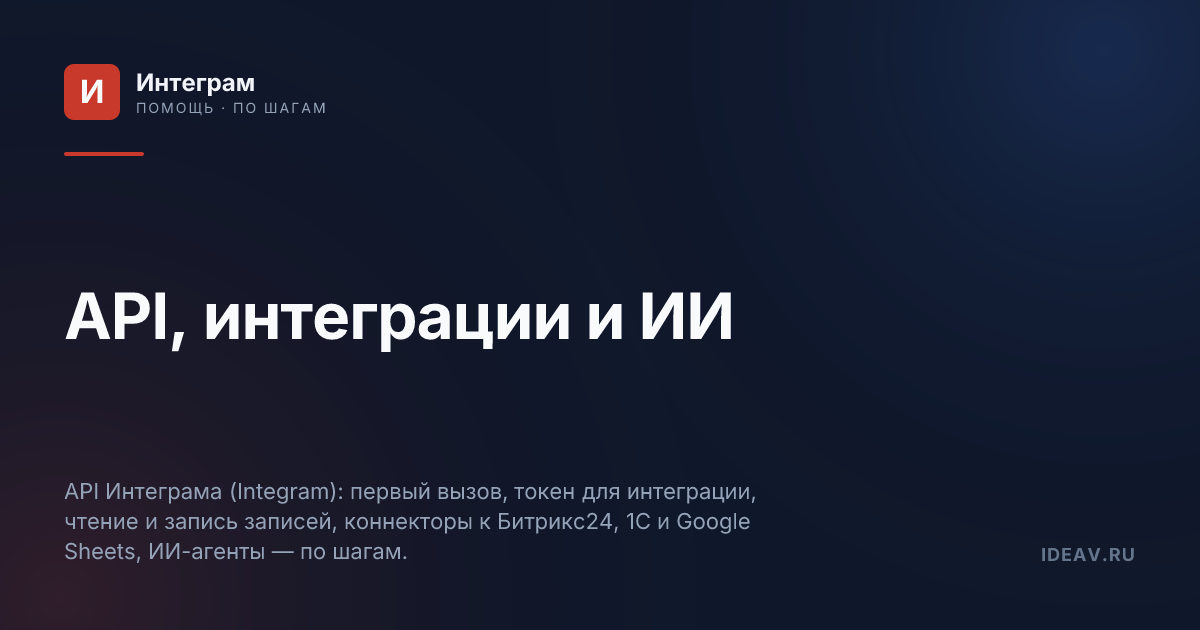 И
Интеграм
ПОМОЩЬ · ПО ШАГАМ
API, интеграции и ИИ
API Интеграма (Integram): первый вызов, токен для интеграции,
чтение и запись записей, коннекторы к Битрикс24, 1С и Google
Sheets, ИИ-агенты — по шагам.
IDEAV.RU